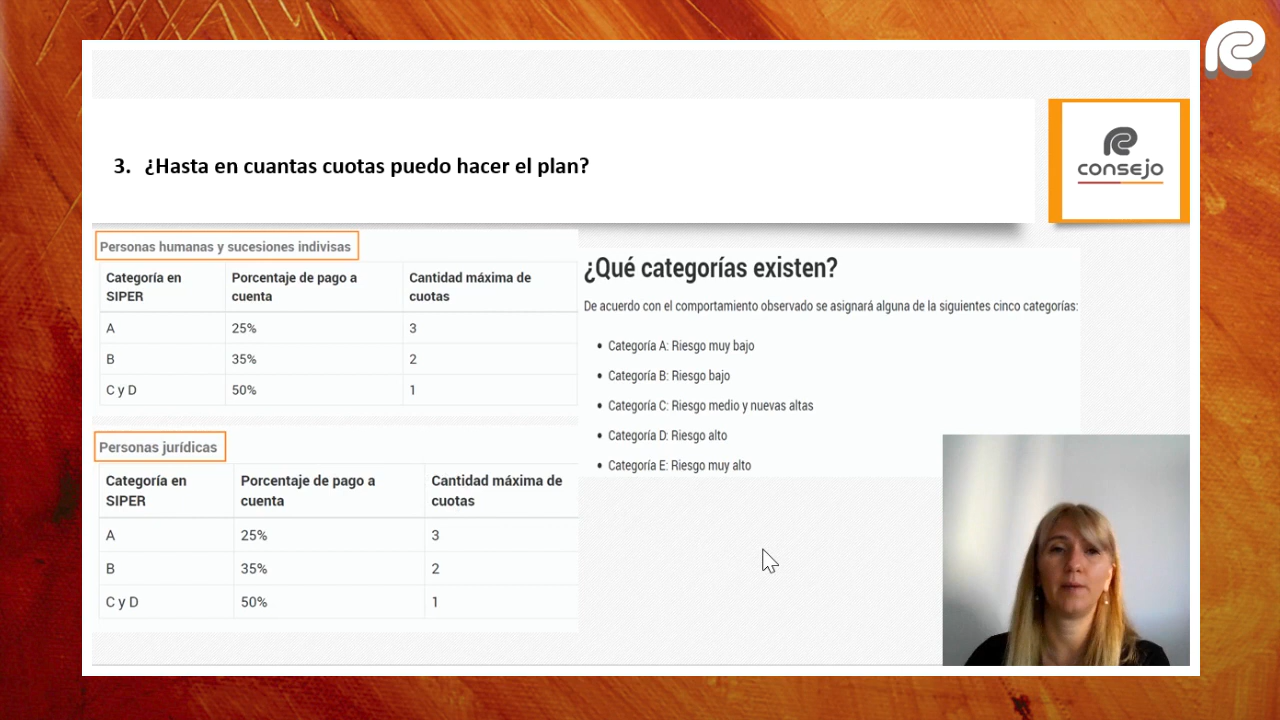 3. ¿Hasta en cuantas cuotas puedo hacer el plan?
consejo
Personas humanas y sucesiones indivisas
Categoría en SIPER Porcentaje de pago a cuenta Cantidad máxima de cuotas
A 25% 3
B 35% 2
C y D 50% 1
Personas jurídicas
Categoría en SIPER Porcentaje de pago a cuenta Cantidad máxima de cuotas
A 25% 3
B 35% 2
C y D 50% 1
¿Qué categorías existen?
De acuerdo con el comportamiento observado se asignará alguna de la siguientes cinco categorías:
• Categoría A: Riesgo muy bajo
• Categoría B: Riesgo bajo
• Categoría C: Riesgo medio y nuevas altas
• Categoría D: Riesgo alto
• Categoría E: Riesgo muy alto